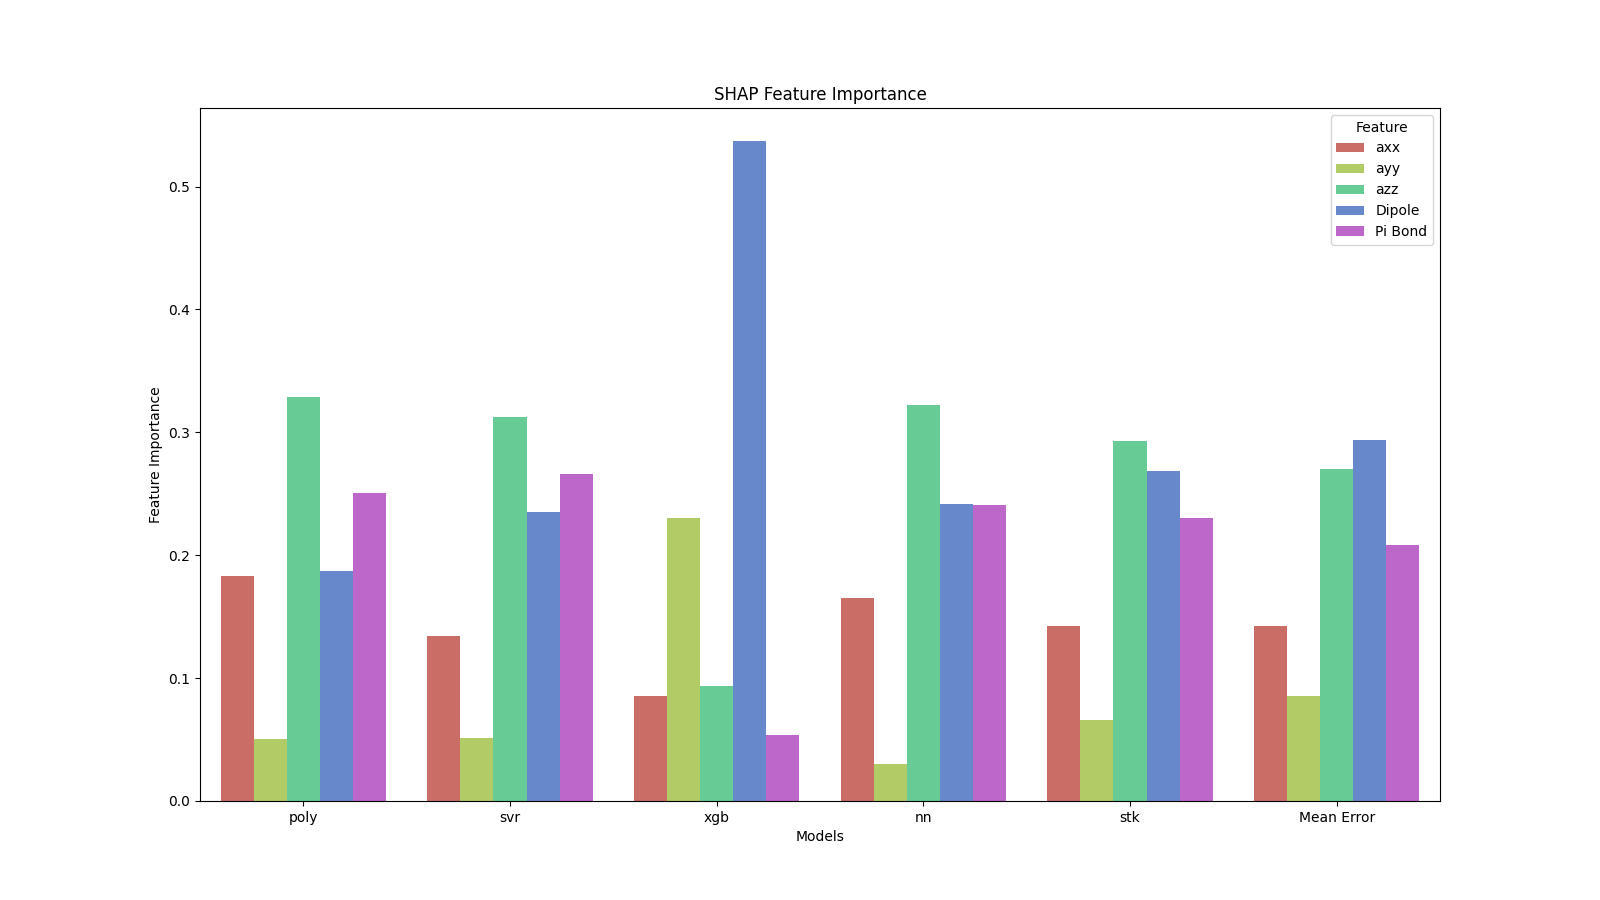 SHAP Feature Importance
Feature
axx
ayy
azz
Dipole
Pi Bond
Feature Importance
0.5
0.4
0.3
0.2
0.1
0.0
poly svr xgb nn stk Mean Error
Models